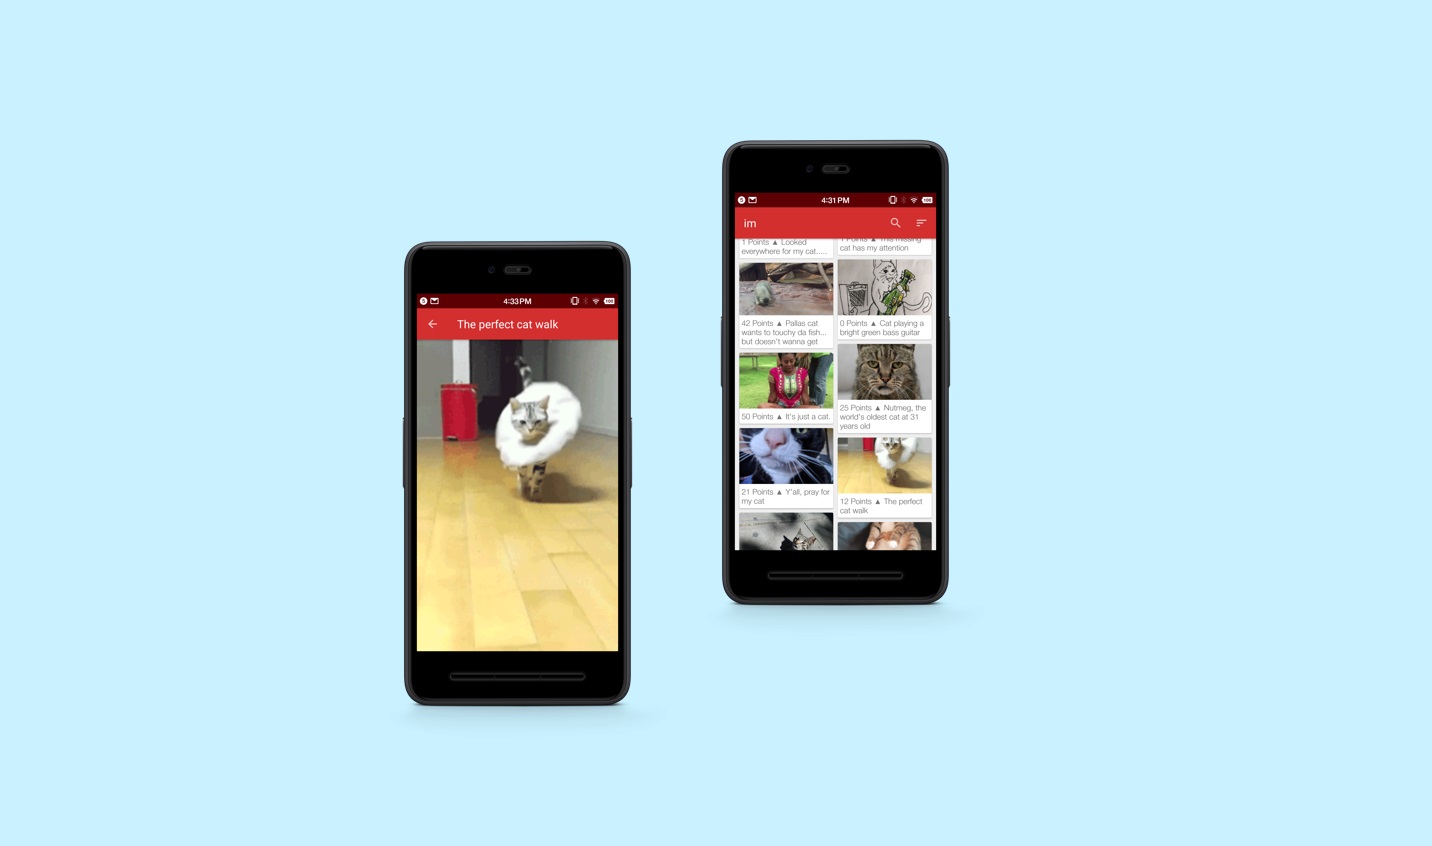 4:33 PM
100
The perfect cat walk
4:31 PM
100
im
1 Points ▲ Looked
everywhere for my cat.....
42 Points ▲ Pallas cat
wants to touchy da fish...
but doesn't wanna get
50 Points ▲ It's just a cat.
21 Points ▲ Y'all, pray for
my cat
1 Points ▲ This missing
cat has my attention
0 Points ▲ Cat playing a
bright green bass guitar
25 Points ▲ Nutmeg, the
world's oldest cat at 31
years old
12 Points ▲ The perfect
cat walk